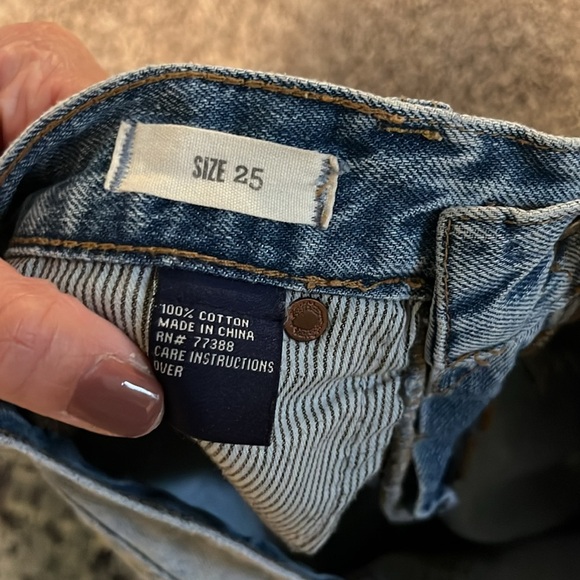 SIZE 25
100% COTTON
MADE IN CHINA
RN# 77388
CARE INSTRUCTIONS
OVER